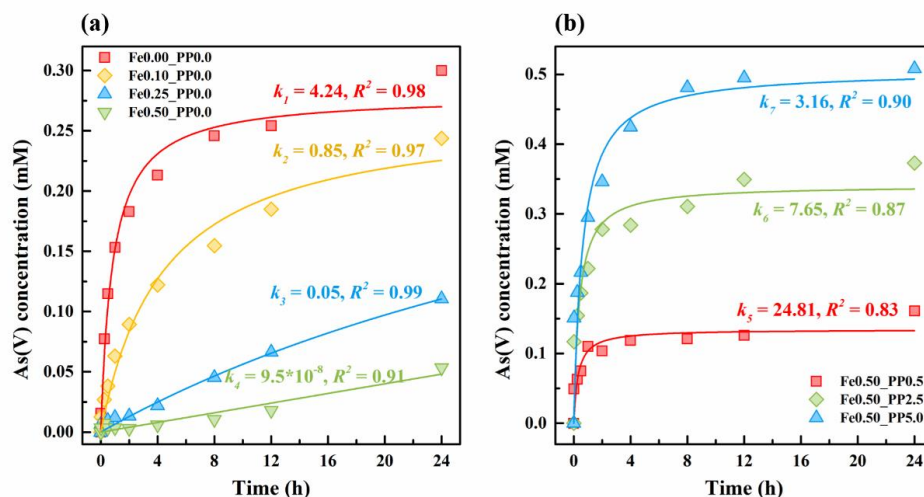 (a)
Fe0.00_PP0.0
Fe0.10_PP0.0
Fe0.25_PP0.0
Fe0.50_PP0.0
k₁ = 4.24, R² = 0.98
k₂ = 0.85, R² = 0.97
k₃ = 0.05, R² = 0.99
k₄ = 9.5*10⁻⁸, R² = 0.91
As(V) concentration (mM)
0.30
0.25
0.20
0.15
0.10
0.05
0.00
0 4 8 12 16 20 24
Time (h)
(b)
k₇ = 3.16, R² = 0.90
k₆ = 7.65, R² = 0.87
k₅ = 24.81, R² = 0.83
Fe0.50_PP0.5
Fe0.50_PP2.5
Fe0.50_PP5.0
As(V) concentration (mM)
0.5
0.4
0.3
0.2
0.1
0.0
0 4 8 12 16 20 24
Time (h)